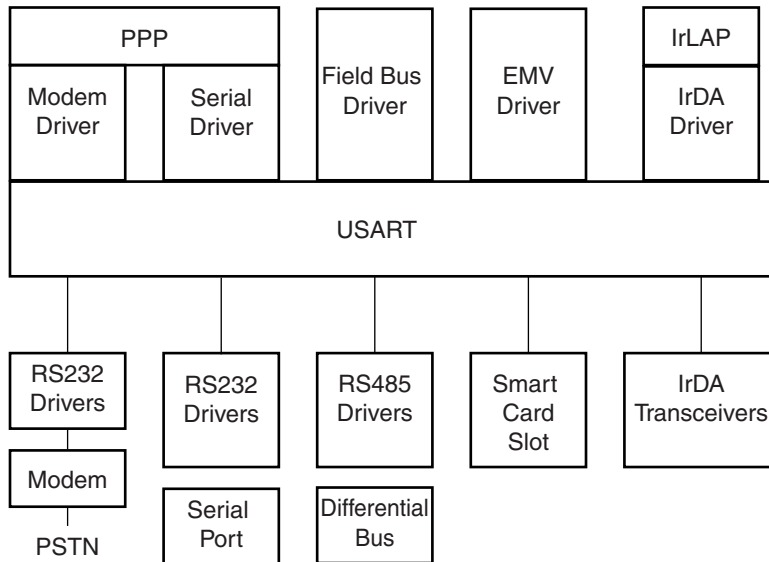 PPP
IrLAP
Modem
Driver
Serial
Driver
Field Bus
Driver
EMV
Driver
IrDA
Driver
USART
RS232
Drivers
RS232
Drivers
RS485
Drivers
Smart
Card
Slot
IrDA
Transceivers
Modem
Serial
Port
Differential
Bus
PSTN